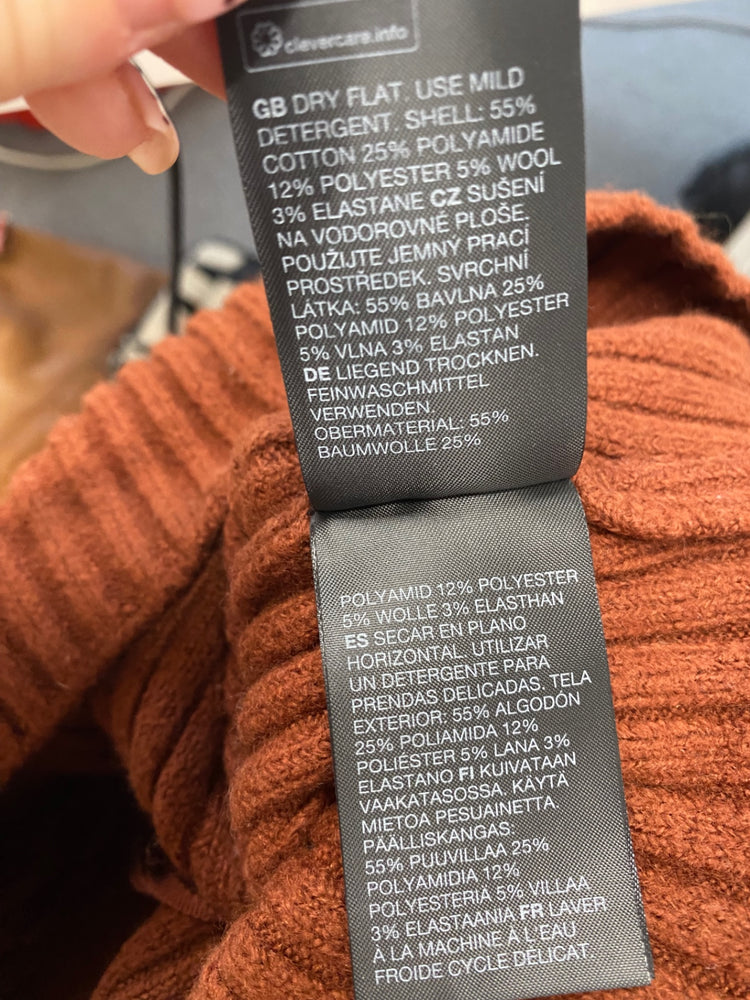 clevercare.info
GB DRY FLAT. USE MILD
DETERGENT. SHELL: 55%
COTTON 25% POLYAMIDE
12% POLYESTER 5% WOOL
3% ELASTANE CZ SUŠENÍ
NA VODOROVNÉ PLOŠE.
POUŽIJTE JEMNÝ PRACÍ
PROSTŘEDEK. SVRCHNÍ
LÁTKA: 55% BAVLNA 25%
POLYAMID 12% POLYESTER
5% VLNA 3% ELASTAN
DE LIEGEND TROCKNEN.
FEINWASCHMITTEL
VERWENDEN.
OBERMATERIAL: 55%
BAUMWOLLE 25%
POLYAMID 12% POLYESTER
5% WOLLE 3% ELASTHAN
ES SECAR EN PLANO
HORIZONTAL. UTILIZAR
UN DETERGENTE PARA
PRENDAS DELICADAS. TELA
EXTERIOR: 55% ALGODÓN
25% POLIAMIDA 12%
POLIÉSTER 5% LANA 3%
ELASTANO FI KUIVATAAN
VAAKATASOSSA. KÄYTÄ
MIETOA PESUAINETTA.
PÄÄLLISKANGAS:
55% PUUVILLAA 25%
POLYAMIDIA 12%
POLYESTERIA 5% VILLAA
3% ELASTAANIA FR LAVER
À LA MACHINE À L'EAU
FROIDE CYCLE DÉLICAT.